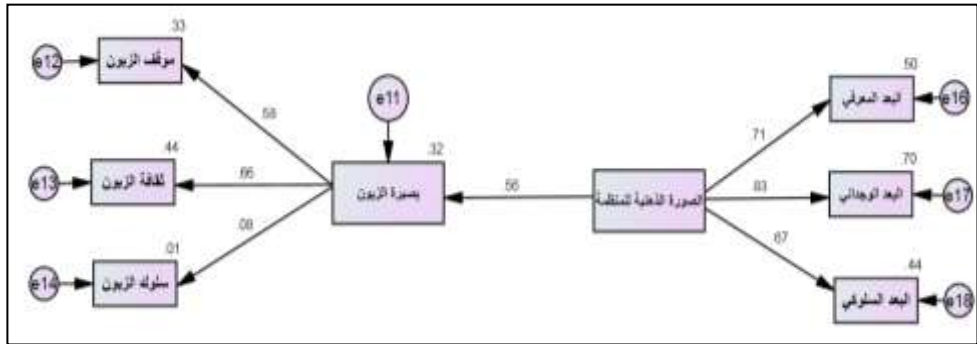 .33
e12
موقف الزبون
.58
e11
.50
البعد المعرفي
e16
.71
.44
e13
ثقافة الزبون
.66
.32
بصيرة الزبون
.56
الصورة الذهنية للمنظمة
.83
.70
البعد الوجداني
e17
.08
.67
.01
e14
سلوك الزبون
.44
البعد السلوكي
e18